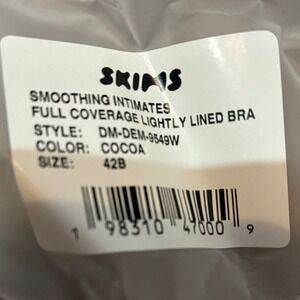 SKIMS
SMOOTHING INTIMATES
FULL COVERAGE LIGHTLY LINED BRA
STYLE: DM-DEM-9549W
COLOR: COCOA
SIZE: 42B
1 98310 47000 9